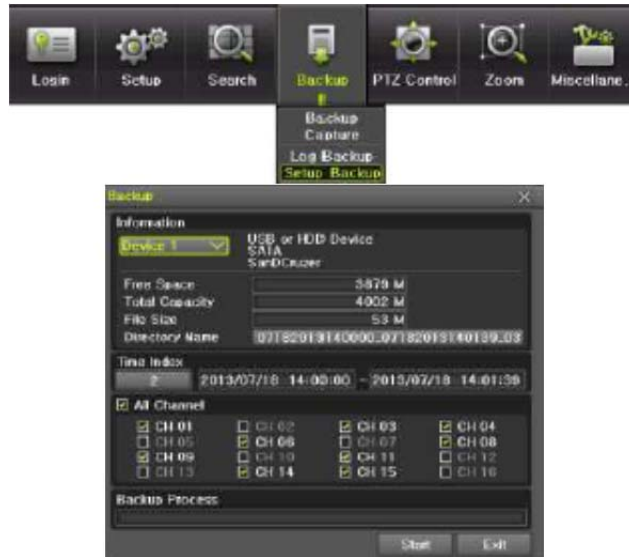 Login Setup Search Backup PTZ Control Zoom Miscellane..
Backup
Capture
Log Backup
Setup Backup
Backup
Information
Device 1 USB or HDD Device
SATA
SanDCruzer
Free Space 3879 M
Total Capacity 4002 M
File Size 53 M
Directory Name 07182013140000_07182013140139_03
Time Index
2 2013/07/18 14:00:00 ~ 2013/07/18 14:01:39
All Channel
CH 01 CH 02 CH 03 CH 04
CH 05 CH 06 CH 07 CH 08
CH 09 CH 10 CH 11 CH 12
CH 13 CH 14 CH 15 CH 16
Backup Process
Start Exit